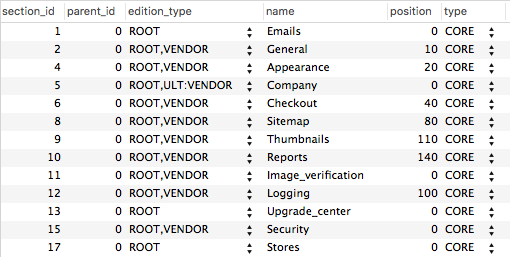 section_id parent_id edition_type name position type
1 0 ROOT Emails 0 CORE
2 0 ROOT,VENDOR General 10 CORE
4 0 ROOT,VENDOR Appearance 20 CORE
5 0 ROOT,ULT:VENDOR Company 0 CORE
6 0 ROOT,VENDOR Checkout 40 CORE
8 0 ROOT,VENDOR Sitemap 80 CORE
9 0 ROOT,VENDOR Thumbnails 110 CORE
10 0 ROOT,VENDOR Reports 140 CORE
11 0 ROOT,VENDOR Image_verification 0 CORE
12 0 ROOT,VENDOR Logging 100 CORE
13 0 ROOT Upgrade_center 0 CORE
15 0 ROOT,VENDOR Security 0 CORE
17 0 ROOT Stores 0 CORE